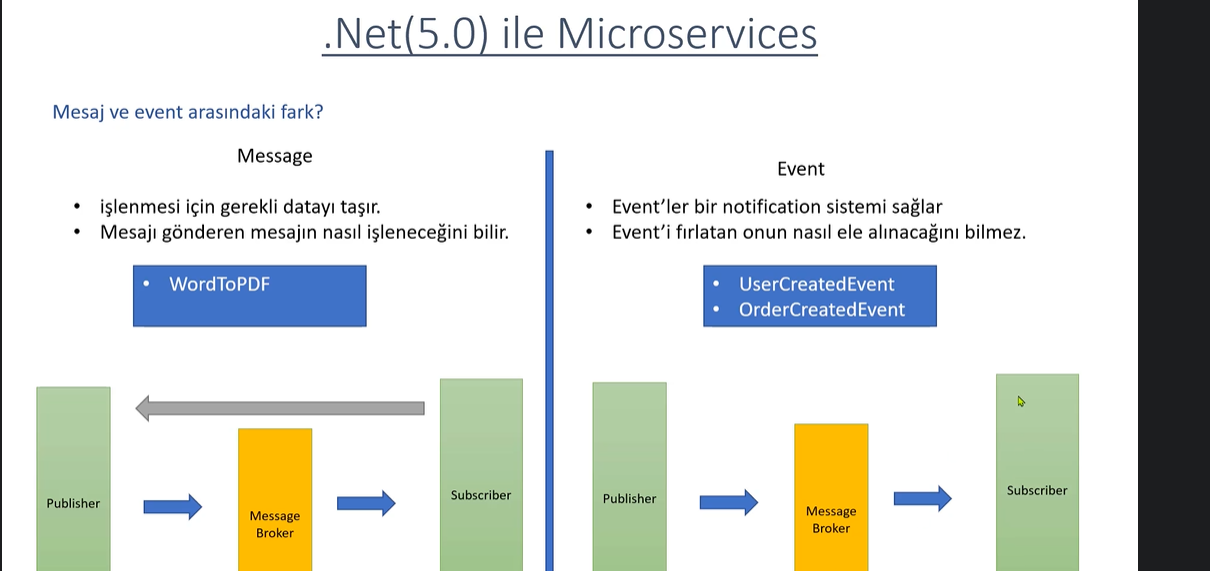 .Net(5.0) ile Microservices
Mesaj ve event arasındaki fark?
Message
• işlenmesi için gerekli datayı taşır.
• Mesajı gönderen mesajın nasıl işleneceğini bilir.
• WordToPDF
Publisher
Message
Broker
Subscriber
Event
• Event’ler bir notification sistemi sağlar
• Event’i fırlatan onun nasıl ele alınacağını bilmez.
• UserCreatedEvent
• OrderCreatedEvent
Publisher
Message
Broker
Subscriber